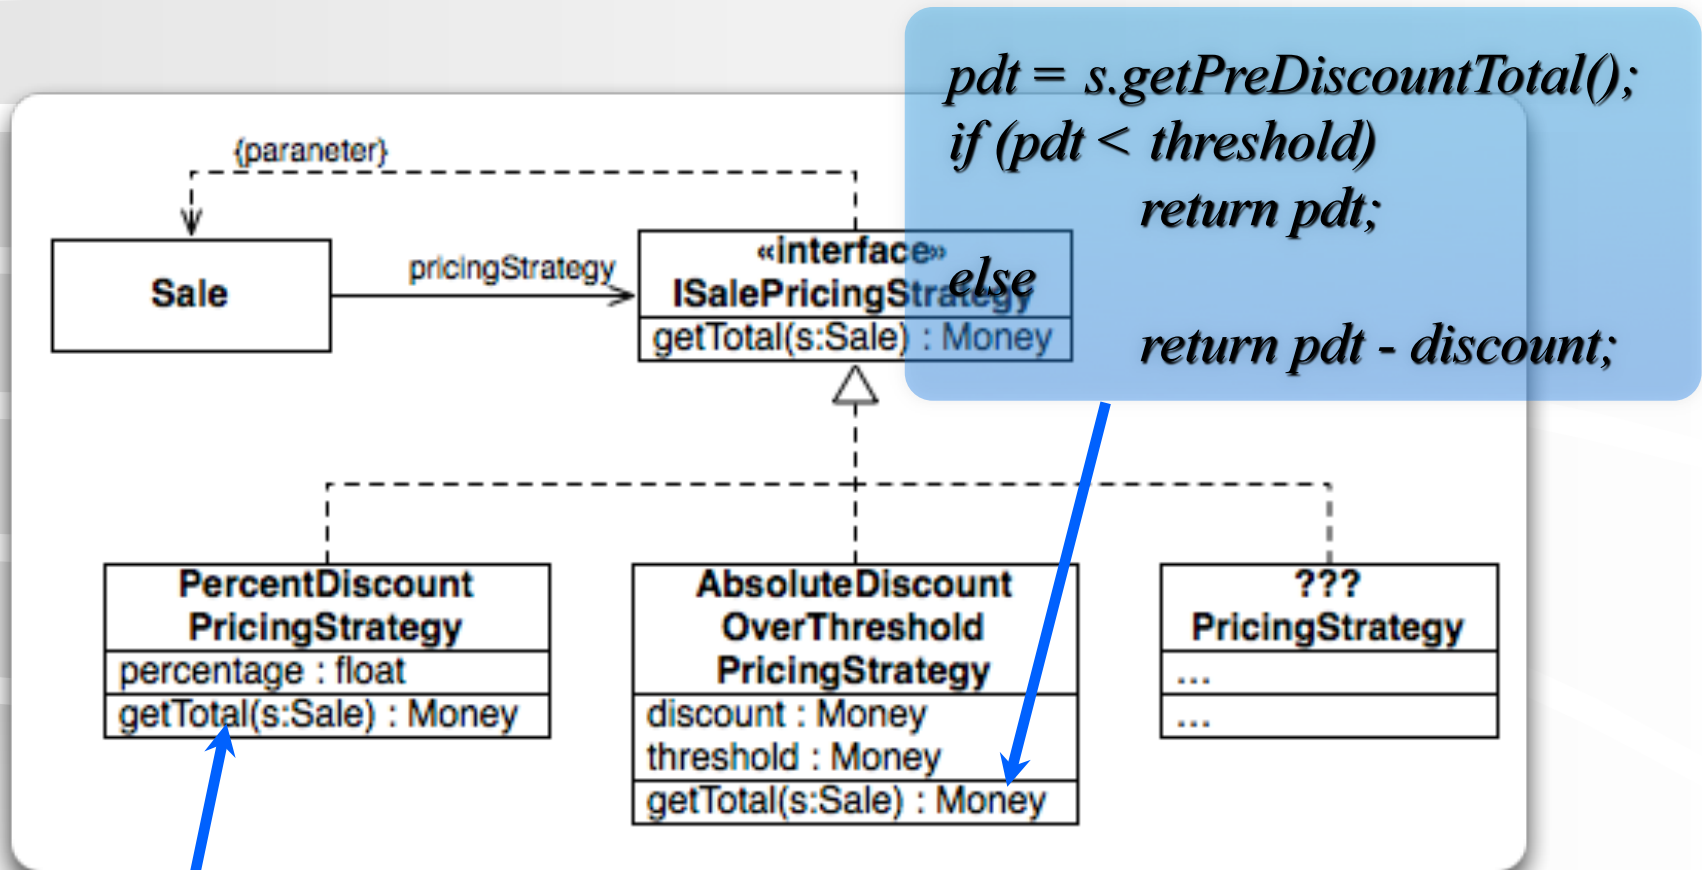 pdt = s.getPreDiscountTotal();
if (pdt < threshold)
return pdt;
else
return pdt - discount;
{paraneter}
Sale
pricingStrategy
«interface»
ISalePricingStrategy
getTotal(s:Sale) : Money
PercentDiscount
PricingStrategy
percentage : float
getTotal(s:Sale) : Money
AbsoluteDiscount
OverThreshold
PricingStrategy
discount : Money
threshold : Money
getTotal(s:Sale) : Money
???
PricingStrategy
...
...